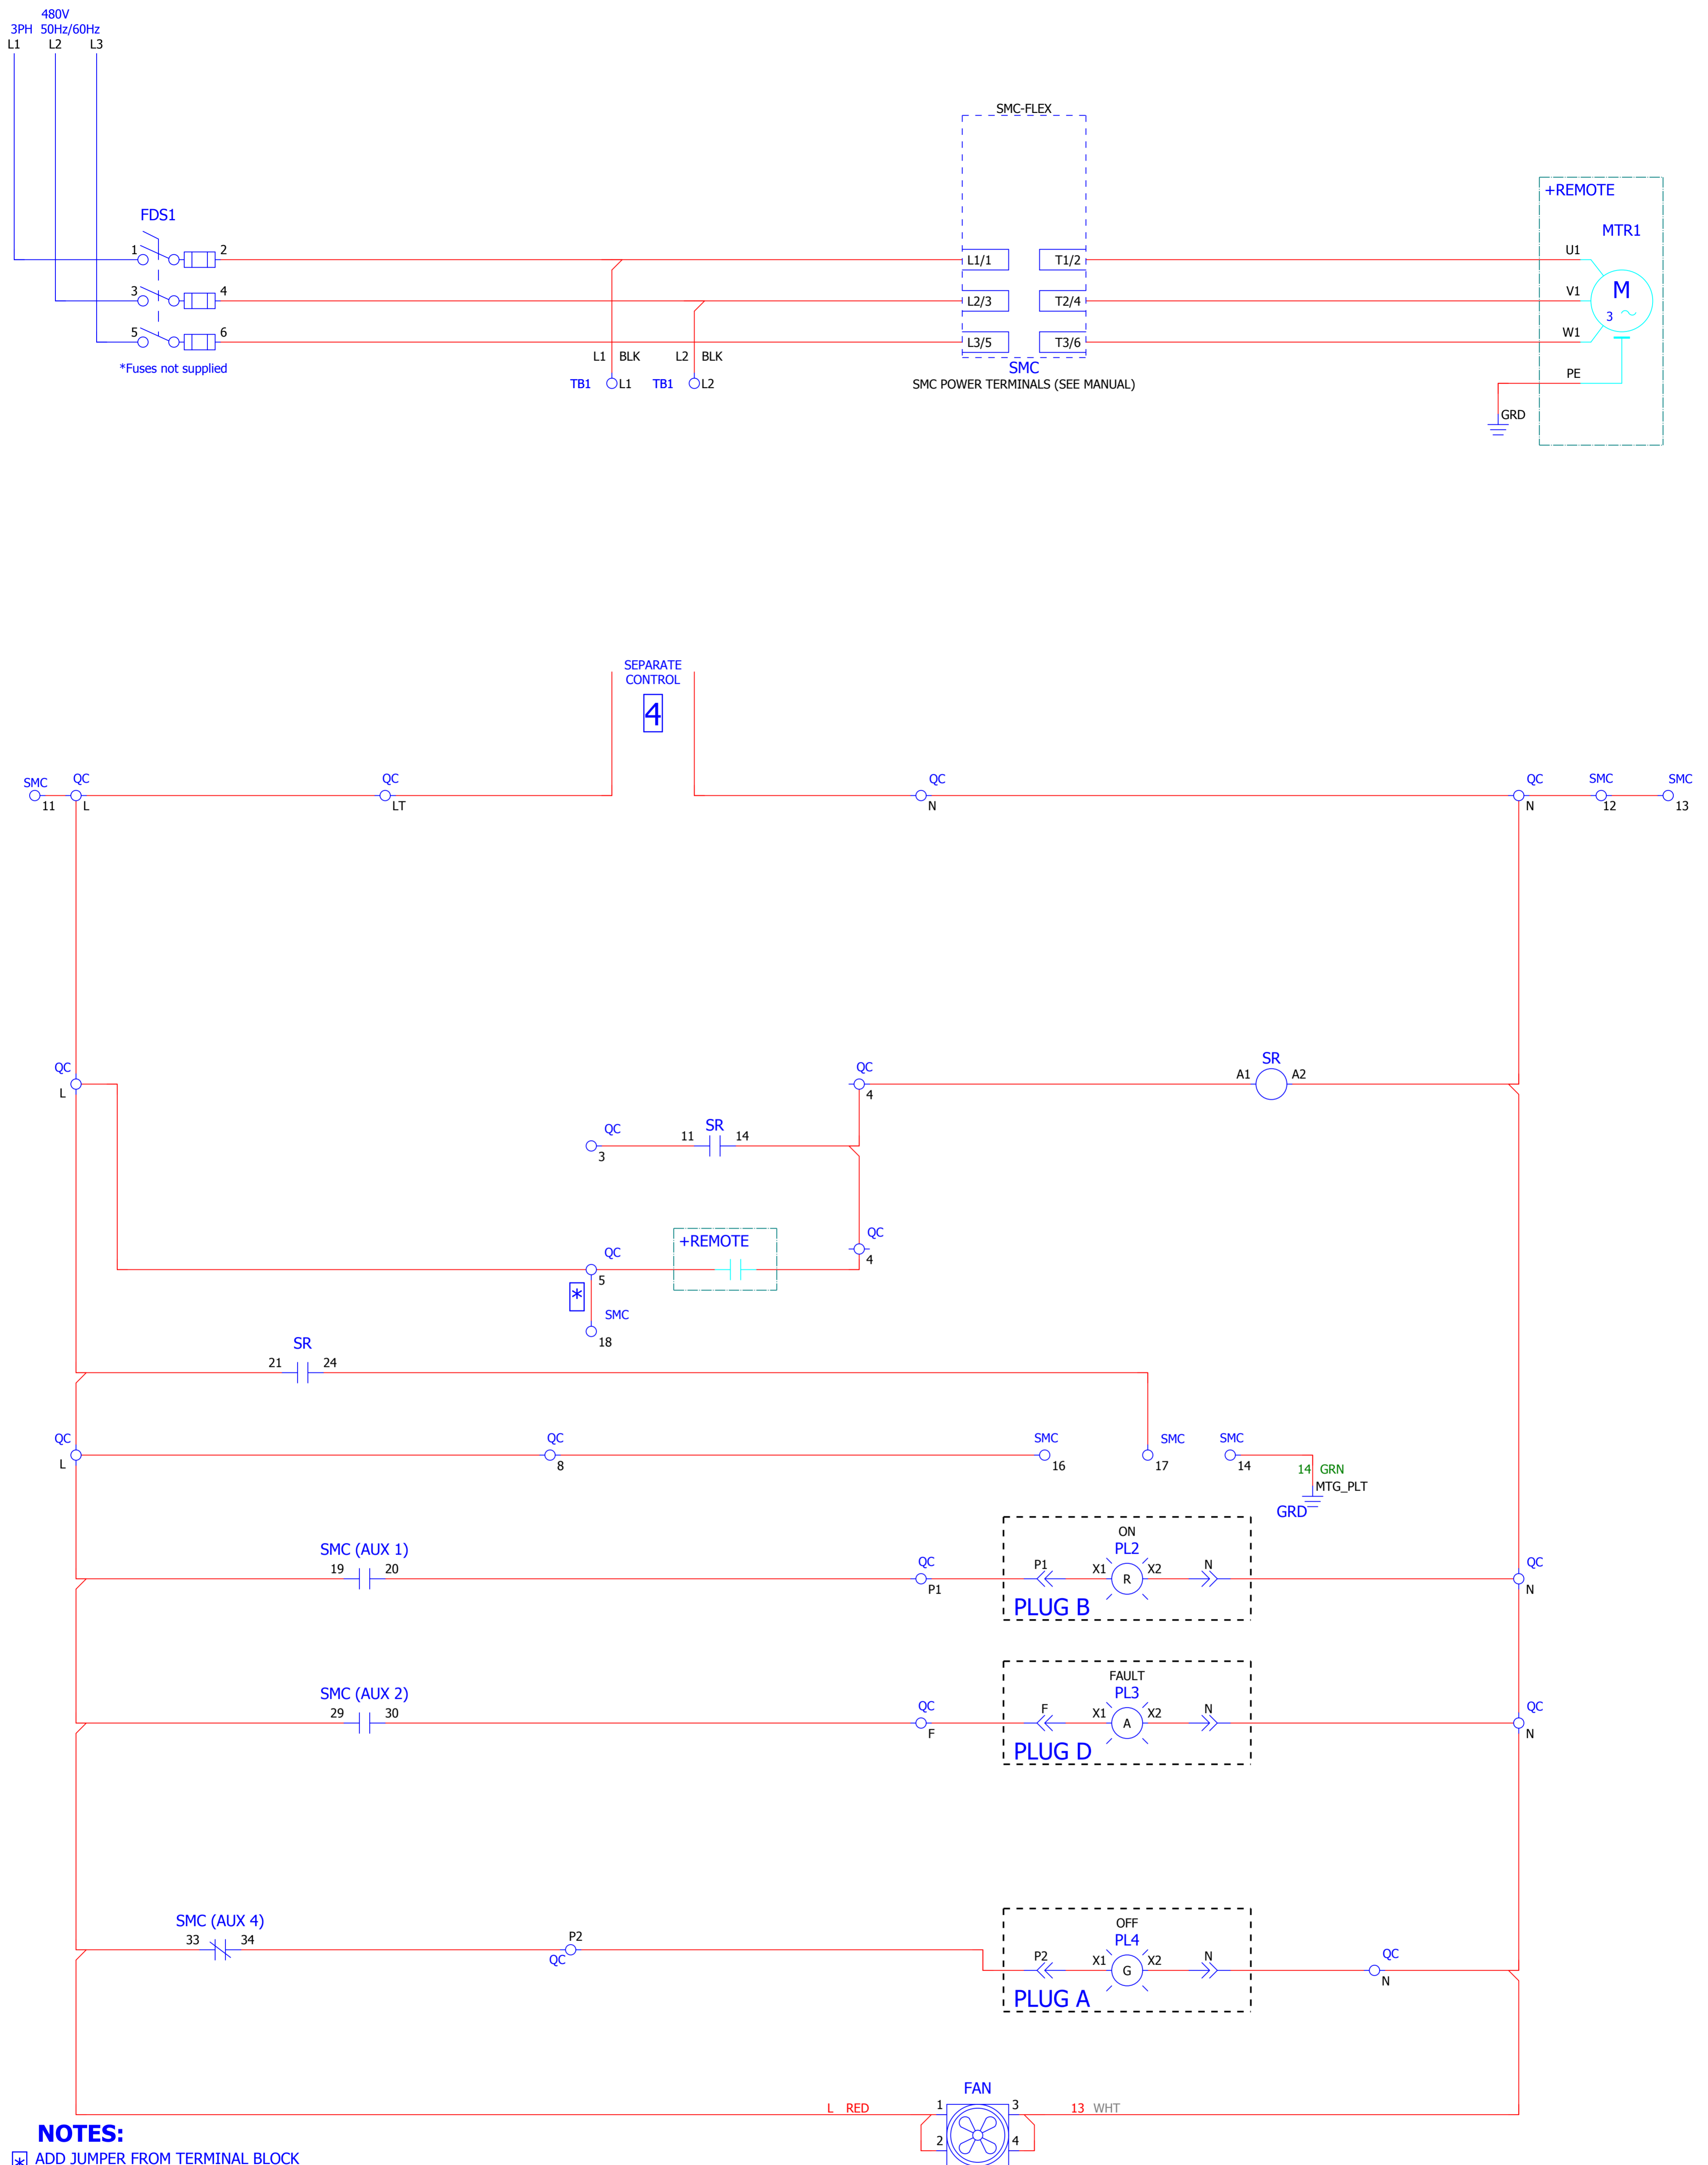 480V
3PH 50Hz/60Hz
L1 L2 L3
SMC-FLEX
+REMOTE
MTR1
FDS1
1 2 L1/1 T1/2 U1
3 4 L2/3 T2/4 V1 M
3
5 6 L3/5 T3/6 W1
*Fuses not supplied
L1 BLK L2 BLK
TB1 L1 TB1 L2
SMC
SMC POWER TERMINALS (SEE MANUAL)
PE
GRD
SEPARATE
CONTROL
4
SMC QC QC QC QC SMC SMC
11 L LT N N 12 13
QC QC SR
L 4 A1 A2
QC SR
3 11 14
QC +REMOTE QC
5 4
*
SMC
18
SR
21 24
QC QC SMC SMC SMC
L 8 16 17 14
14 GRN
MTG_PLT
GRD
ON
SMC (AUX 1) PL2
19 20 QC P1 X1 R X2 N QC
P1 N
PLUG B
FAULT
SMC (AUX 2) PL3
29 30 QC F X1 A X2 N QC
F N
PLUG D
OFF
SMC (AUX 4) PL4
33 34 P2 P2 X1 G X2 N QC
QC N
PLUG A
FAN
L RED 1 3 13 WHT
2 4
NOTES:
* ADD JUMPER FROM TERMINAL BLOCK